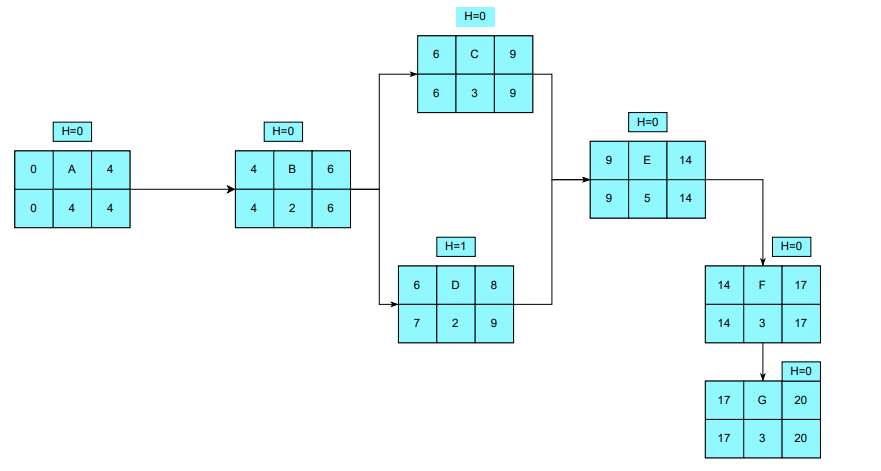 H=0
6 C 9
6 3 9
H=0
0 A 4
0 4 4
H=0
4 B 6
4 2 6
H=0
9 E 14
9 5 14
H=1
6 D 8
7 2 9
H=0
14 F 17
14 3 17
H=0
17 G 20
17 3 20